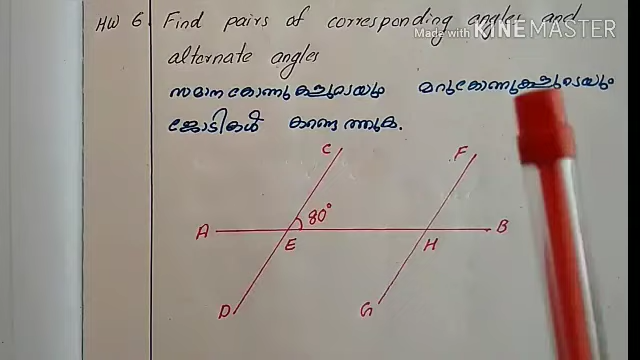 HW 6. Find pairs of corresponding angles and
Made with KINEMASTER
alternate angles
സമാന കോണുകളുടെയും മറുകോണുകളുടെയും
ജോടികൾ കണ്ടെത്തുക.
C
F
80°
A
B
E
H
D
G